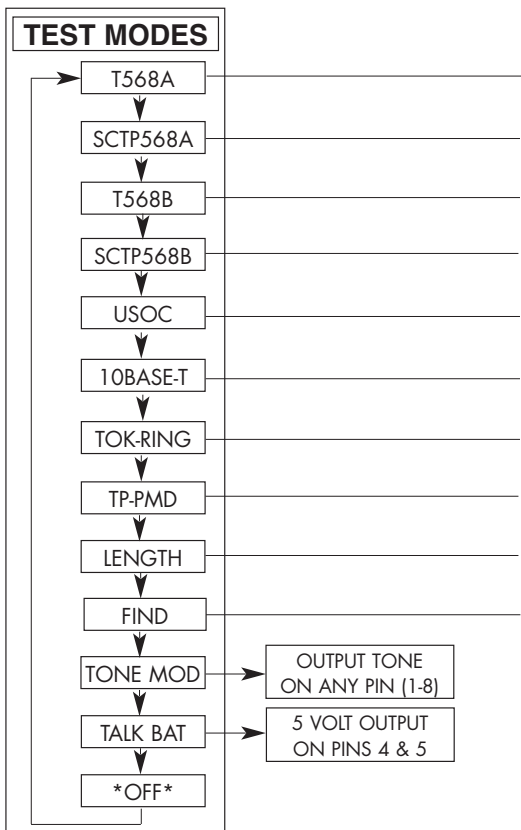 TEST MODES
T568A
SCTP568A
T568B
SCTP568B
USOC
10BASE-T
TOK-RING
TP-PMD
LENGTH
FIND
TONE MOD
OUTPUT TONE
ON ANY PIN (1-8)
TALK BAT
5 VOLT OUTPUT
ON PINS 4 & 5
*OFF*